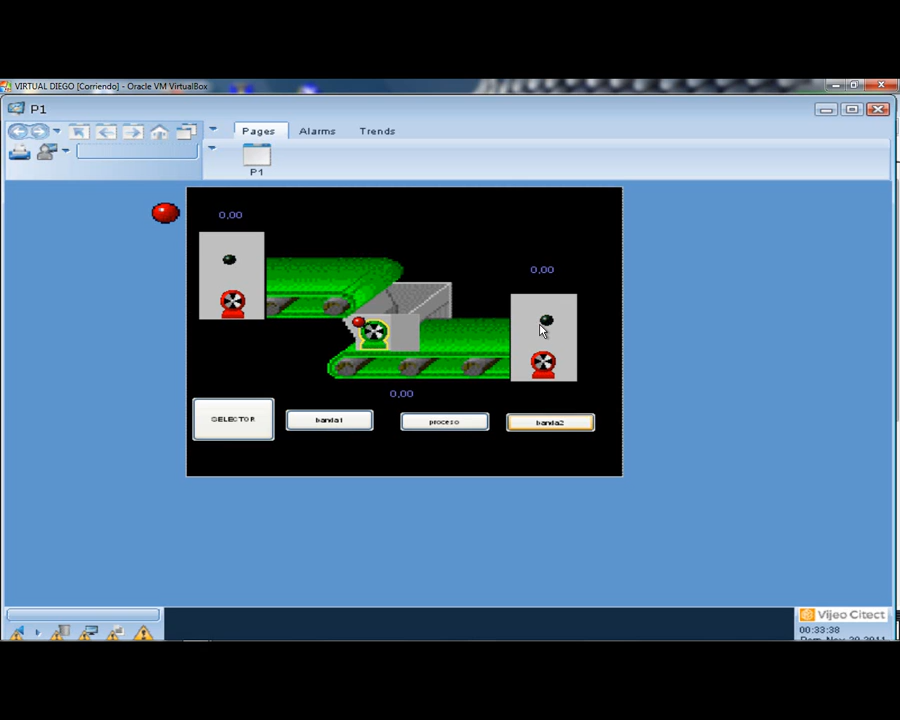 VIRTUAL DIEGO [Corriendo] - Oracle VM VirtualBox
P1
Pages
Alarms
Trends
P1
0,00
0,00
0,00
SELECTOR
banda1
proceso
banda2
Vijeo Citect
00:33:38